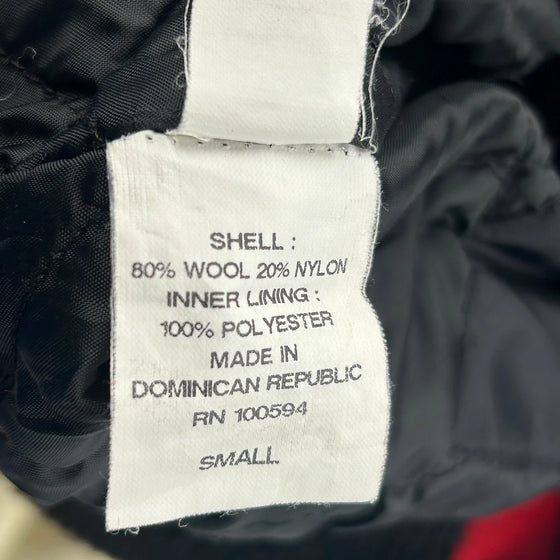 SHELL :
80% WOOL 20% NYLON
INNER LINING :
100% POLYESTER
MADE IN
DOMINICAN REPUBLIC
RN 100594
SMALL